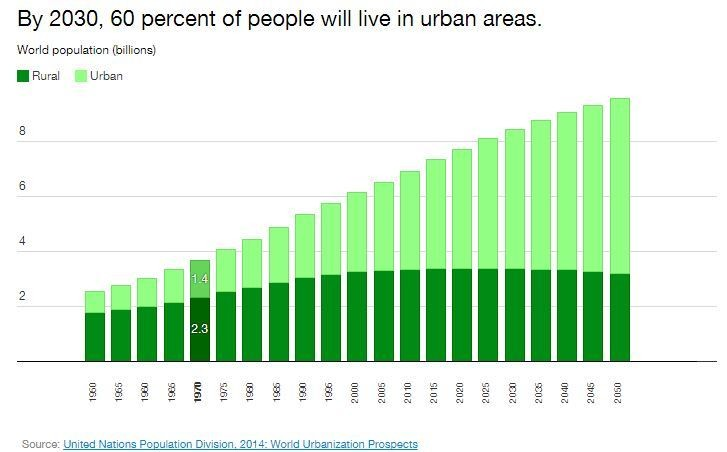 By 2030, 60 percent of people will live in urban areas.
World population (billions)
Rural Urban
8
6
4
2
1.4
2.3
1950 1955 1960 1965 1970 1975 1980 1985 1990 1995 2000 2005 2010 2015 2020 2025 2030 2035 2040 2045 2050
Source: United Nations Population Division, 2014: World Urbanization Prospects